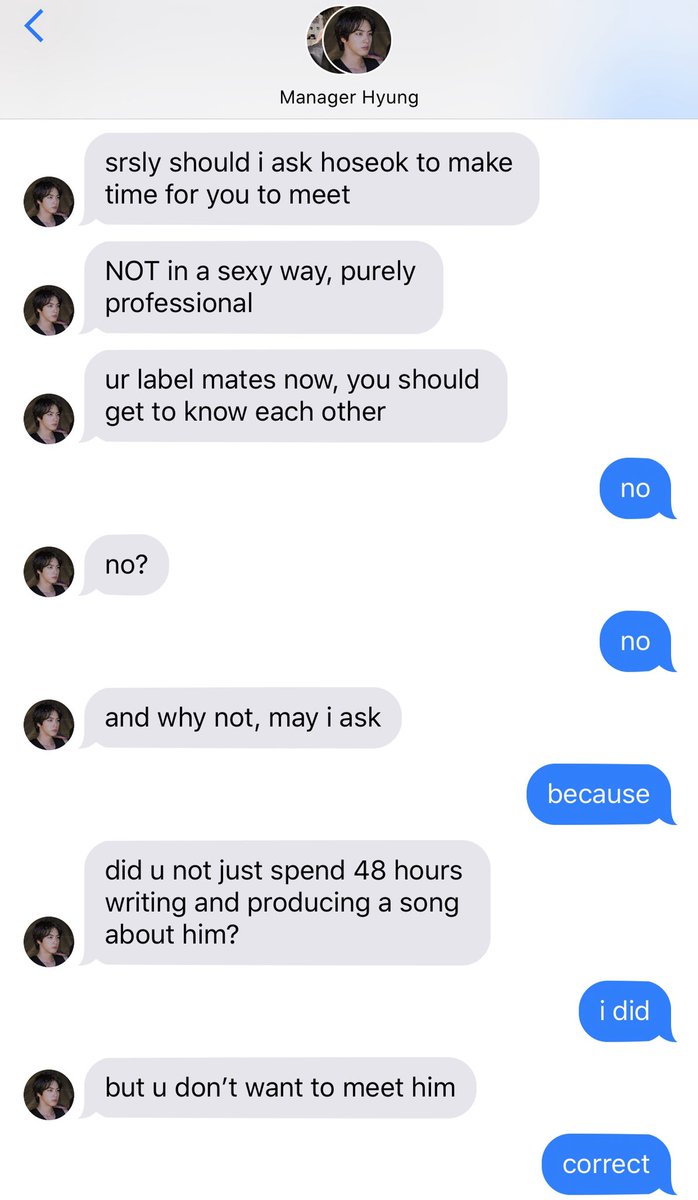 Manager Hyung
srsly should i ask hoseok to make
time for you to meet
NOT in a sexy way, purely
professional
ur label mates now, you should
get to know each other
no
no?
no
and why not, may i ask
because
did u not just spend 48 hours
writing and producing a song
about him?
i did
but u don’t want to meet him
correct